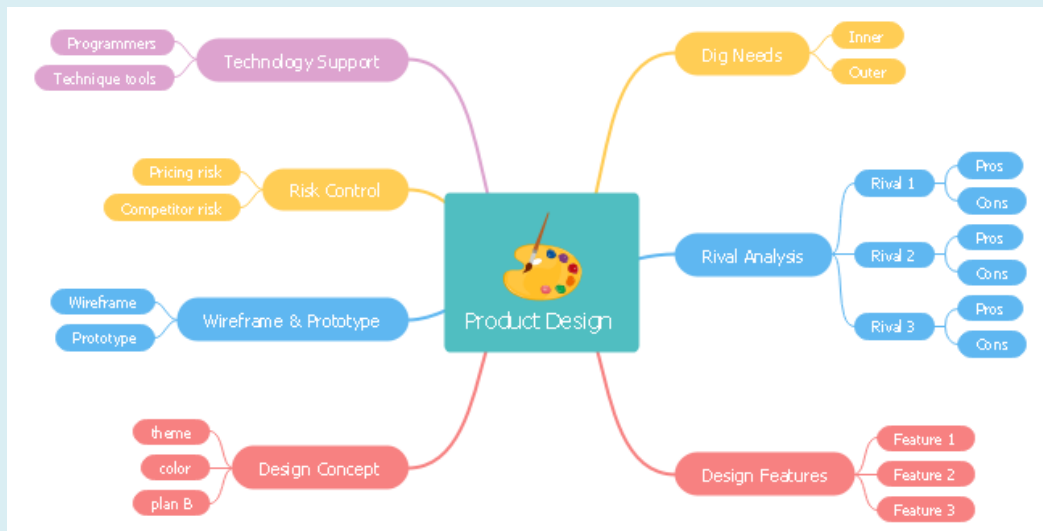 Product Design
Dig Needs
Inner
Outer
Rival Analysis
Rival 1
Pros
Cons
Rival 2
Pros
Cons
Rival 3
Pros
Cons
Design Features
Feature 1
Feature 2
Feature 3
Technology Support
Programmers
Technique tools
Risk Control
Pricing risk
Competitor risk
Wireframe & Prototype
Wireframe
Prototype
Design Concept
theme
color
plan B